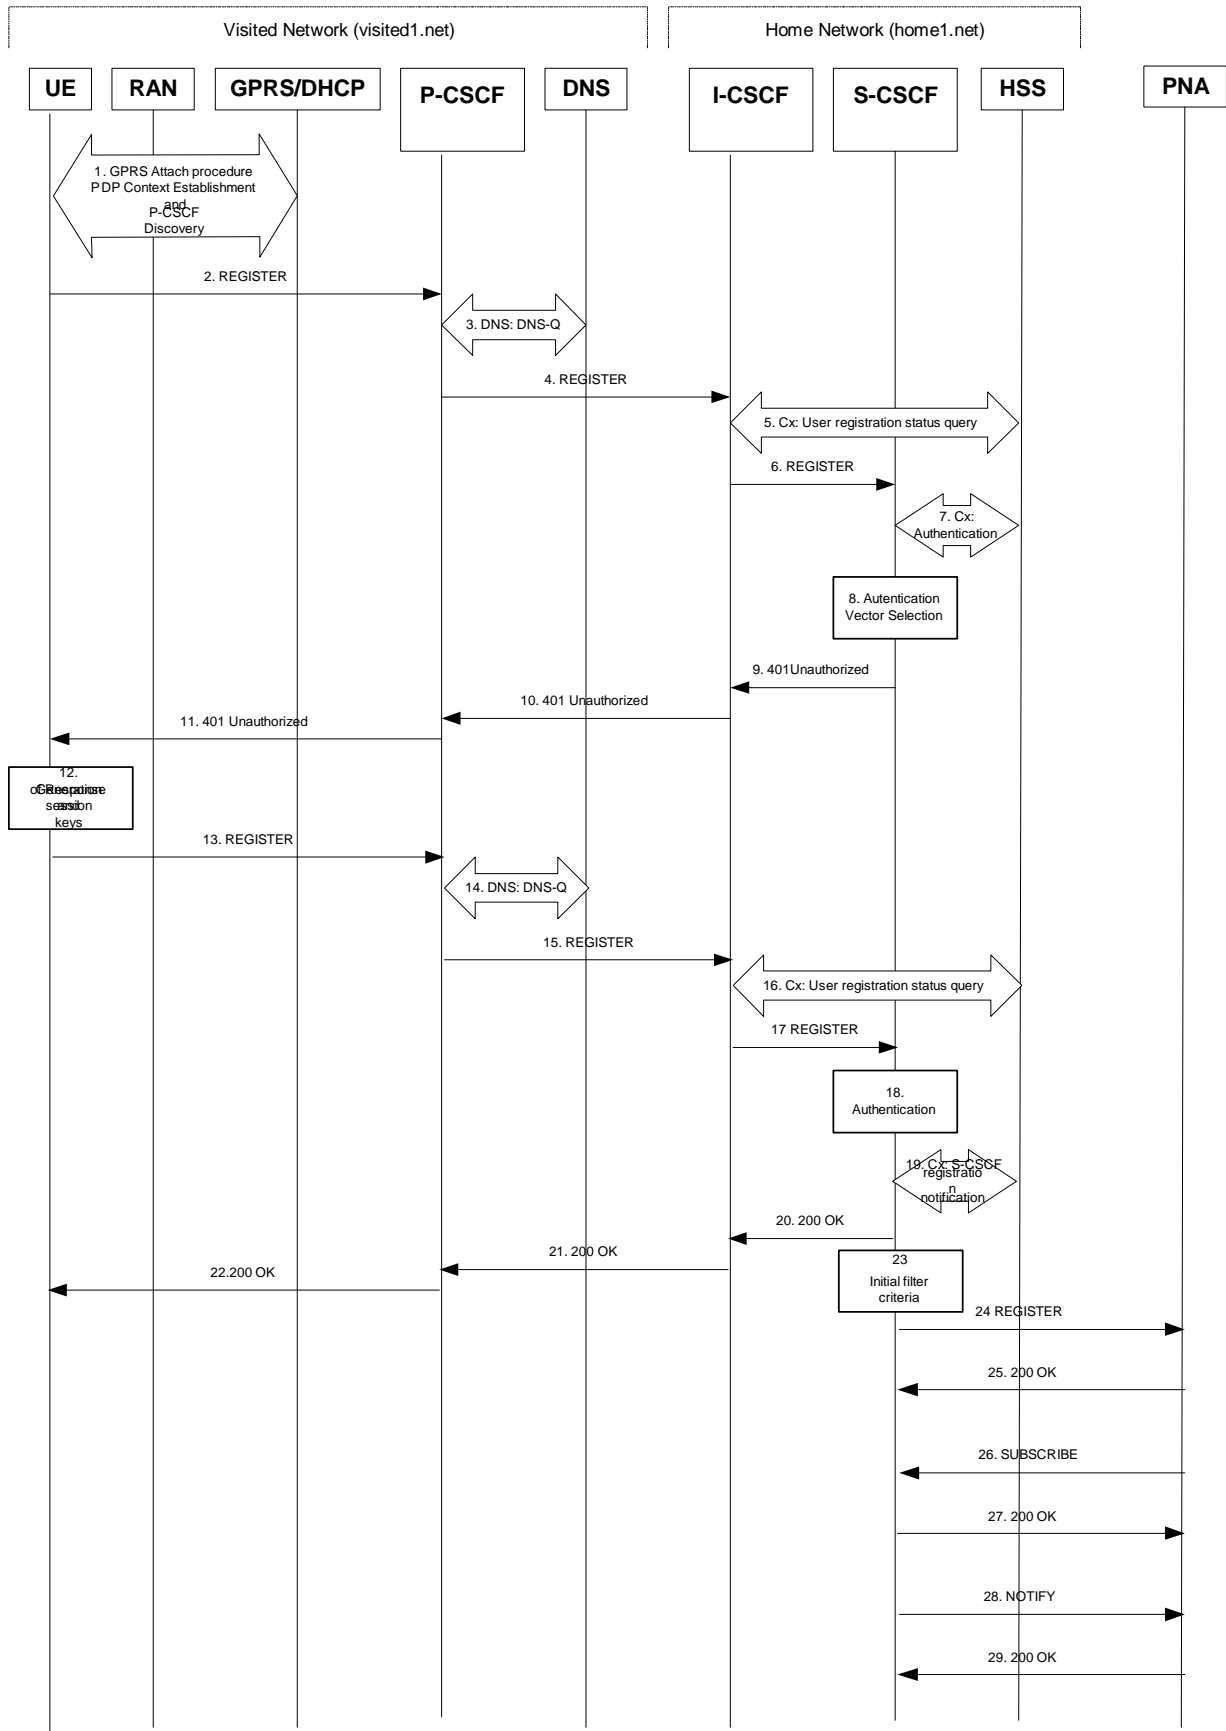 Visited Network (visited1.net)
Home Network (home1.net)
UE
RAN
GPRS/DHCP
P-CSCF
DNS
I-CSCF
S-CSCF
HSS
PNA
1. GPRS Attach procedure
PDP Context Establishment
and
P-CSCF
Discovery
2. REGISTER
3. DNS: DNS-Q
4. REGISTER
5. Cx: User registration status query
6. REGISTER
7. Cx:
Authentication
8. Autentication
Vector Selection
9. 401Unauthorized
10. 401 Unauthorized
11. 401 Unauthorized
12.
Generation
of Response
and
session
keys
13. REGISTER
14. DNS: DNS-Q
15. REGISTER
16. Cx: User registration status query
17 REGISTER
18.
Authentication
19. Cx: S-CSCF
registratio
n
notification
20. 200 OK
21. 200 OK
22.200 OK
23
Initial filter
criteria
24 REGISTER
25. 200 OK
26. SUBSCRIBE
27. 200 OK
28. NOTIFY
29. 200 OK